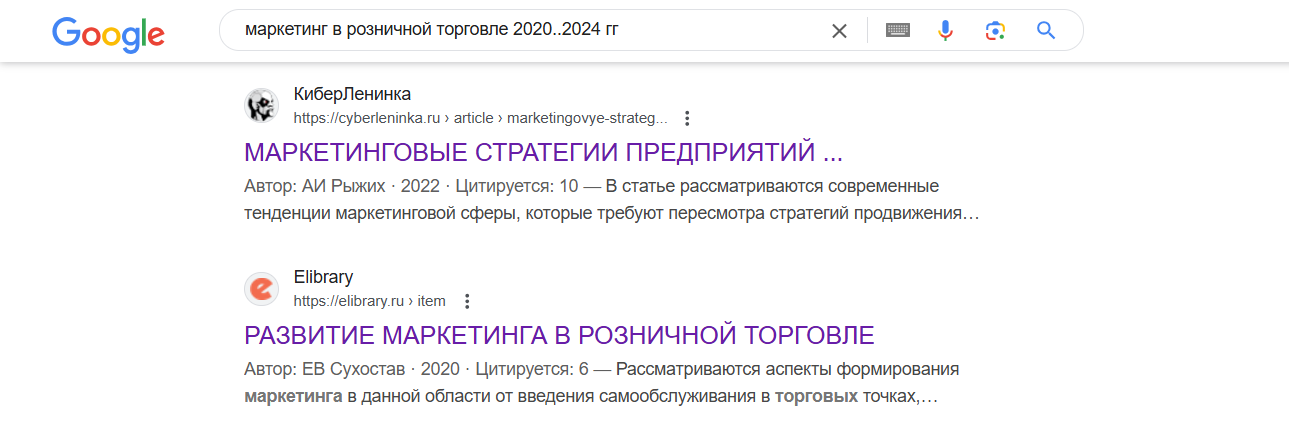 Google
маркетинг в розничной торговле 2020..2024 гг
КиберЛенинка
https://cyberleninka.ru › article › marketingovye-strateg...
МАРКЕТИНГОВЫЕ СТРАТЕГИИ ПРЕДПРИЯТИЙ ...
Автор: АИ Рыжих · 2022 · Цитируется: 10 — В статье рассматриваются современные
тенденции маркетинговой сферы, которые требуют пересмотра стратегий продвижения…
Elibrary
https://elibrary.ru › item
РАЗВИТИЕ МАРКЕТИНГА В РОЗНИЧНОЙ ТОРГОВЛЕ
Автор: ЕВ Сухостав · 2020 · Цитируется: 6 — Рассматриваются аспекты формирования
маркетинга в данной области от введения самообслуживания в торговых точках,…